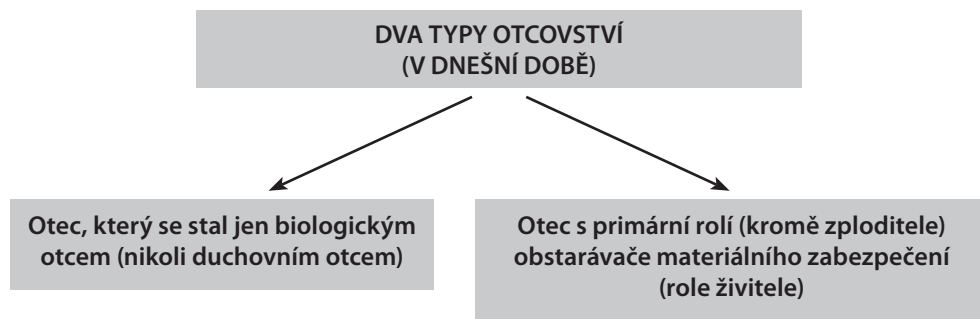 DVA TYPY OTCOVSTVÍ
(V DNEŠNÍ DOBĚ)
Otec, který se stal jen biologickým
otcem (nikoli duchovním otcem)
Otec s primární rolí (kromě zploditele)
obstarávače materiálního zabezpečení
(role živitele)